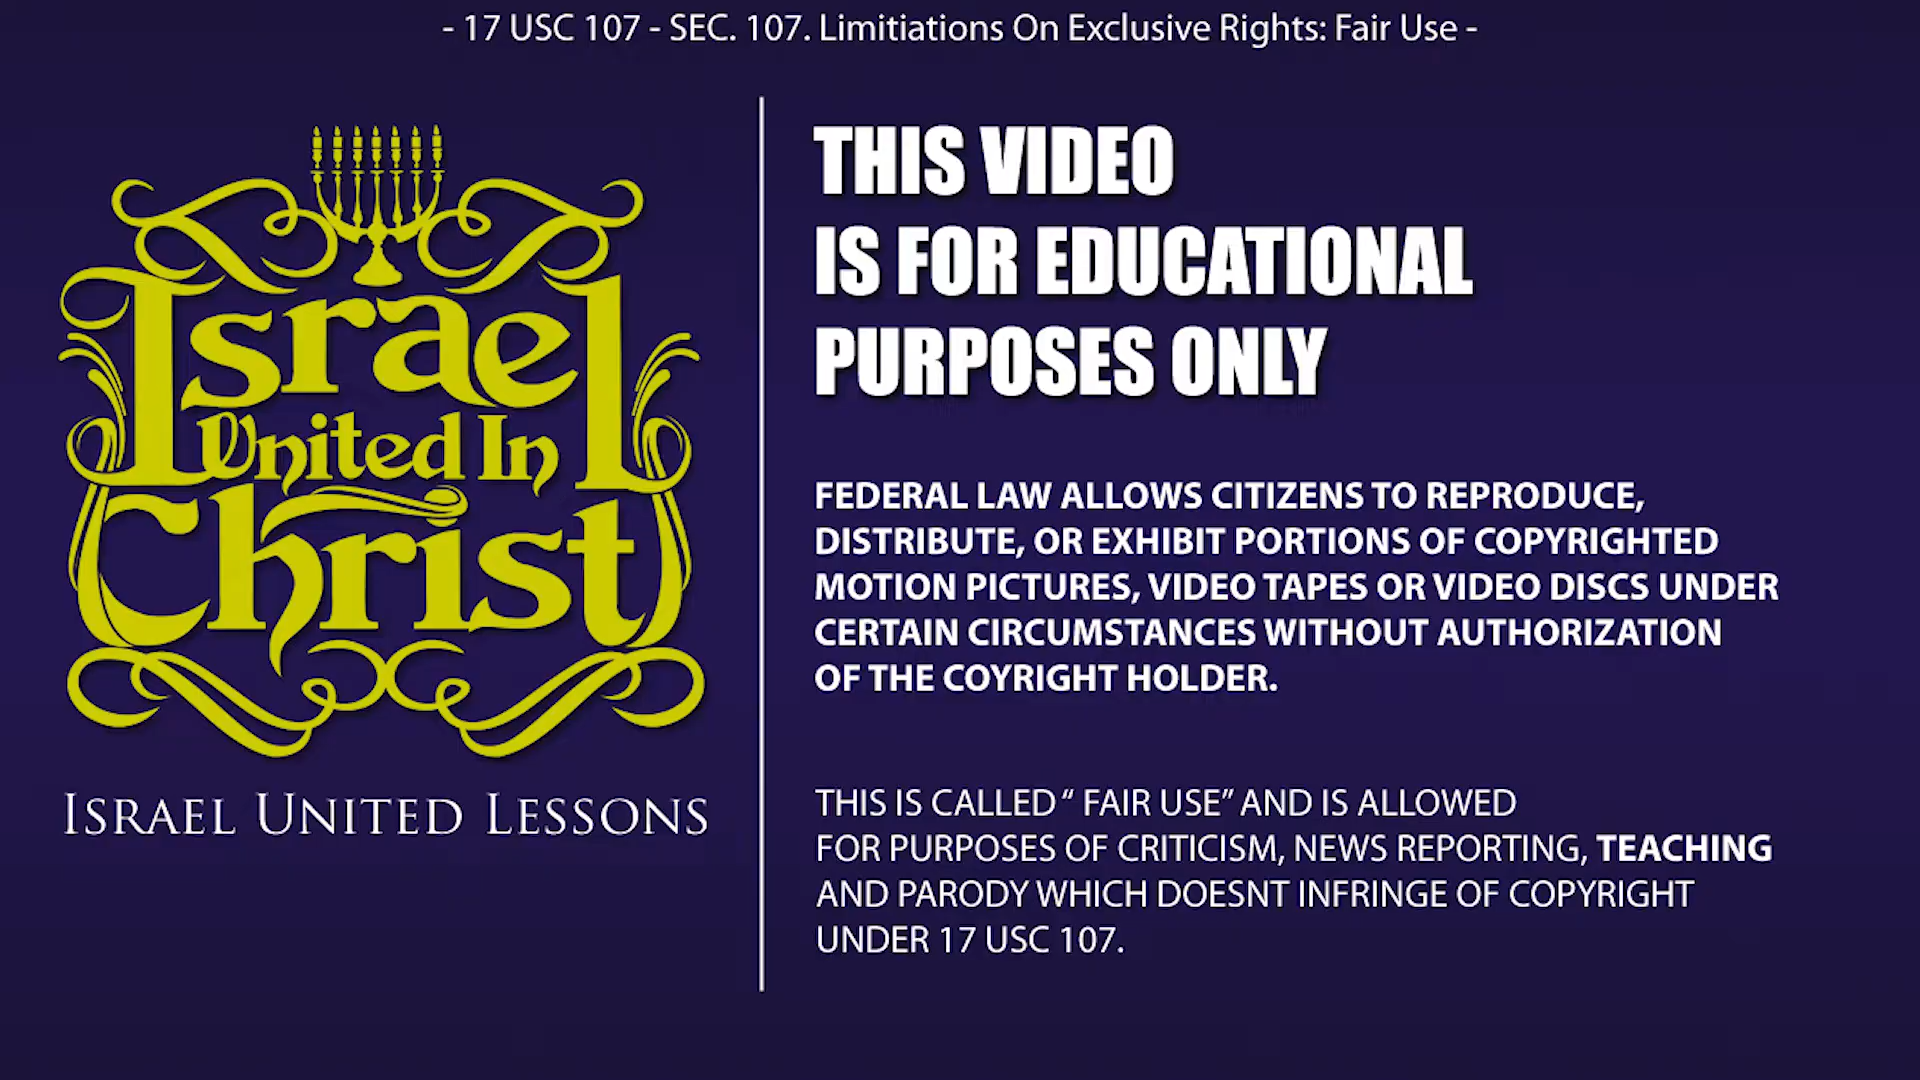 - 17 USC 107 - SEC. 107. Limitiations On Exclusive Rights: Fair Use -
Israel
United In
Christ
ISRAEL UNITED LESSONS
THIS VIDEO
IS FOR EDUCATIONAL
PURPOSES ONLY
FEDERAL LAW ALLOWS CITIZENS TO REPRODUCE,
DISTRIBUTE, OR EXHIBIT PORTIONS OF COPYRIGHTED
MOTION PICTURES, VIDEO TAPES OR VIDEO DISCS UNDER
CERTAIN CIRCUMSTANCES WITHOUT AUTHORIZATION
OF THE COYRIGHT HOLDER.
THIS IS CALLED “ FAIR USE” AND IS ALLOWED
FOR PURPOSES OF CRITICISM, NEWS REPORTING, TEACHING
AND PARODY WHICH DOESNT INFRINGE OF COPYRIGHT
UNDER 17 USC 107.